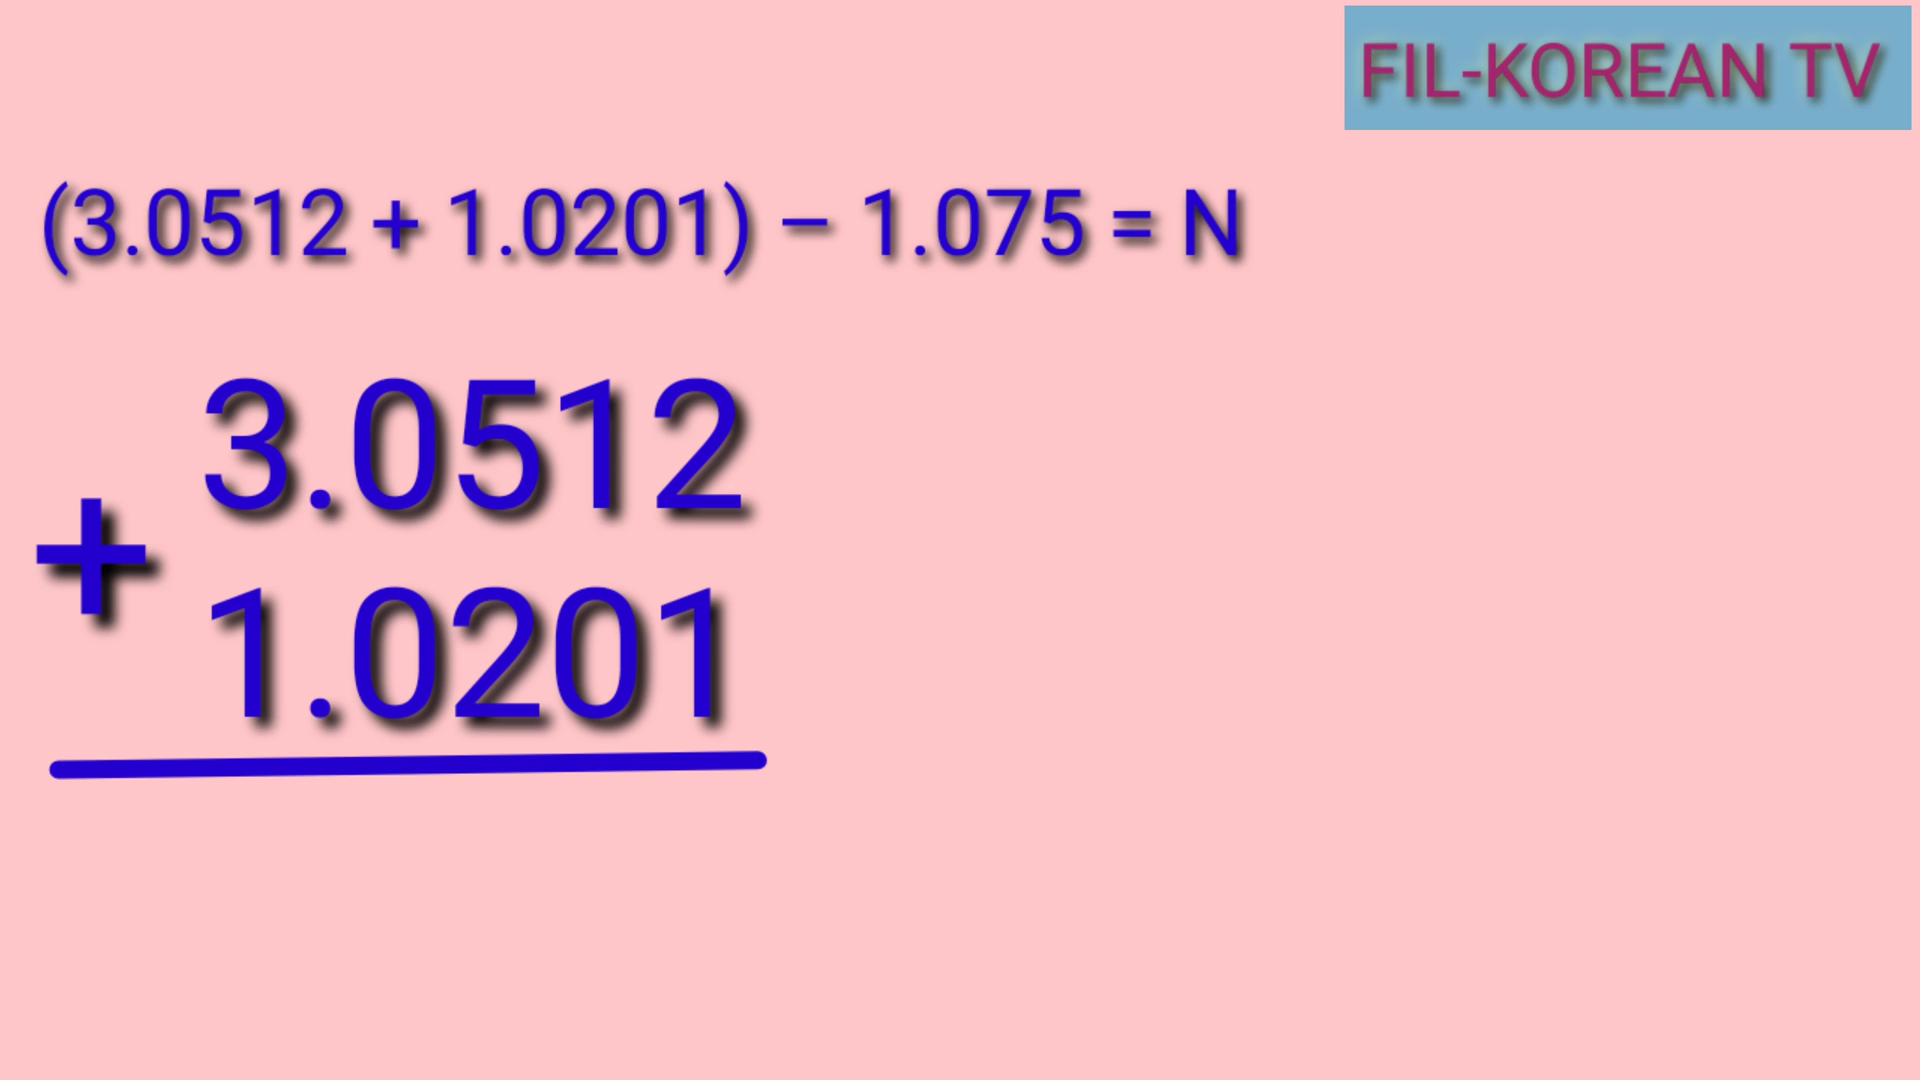 FIL-KOREAN TV
(3.0512 + 1.0201) – 1.075 = N
3.0512
+
1.0201